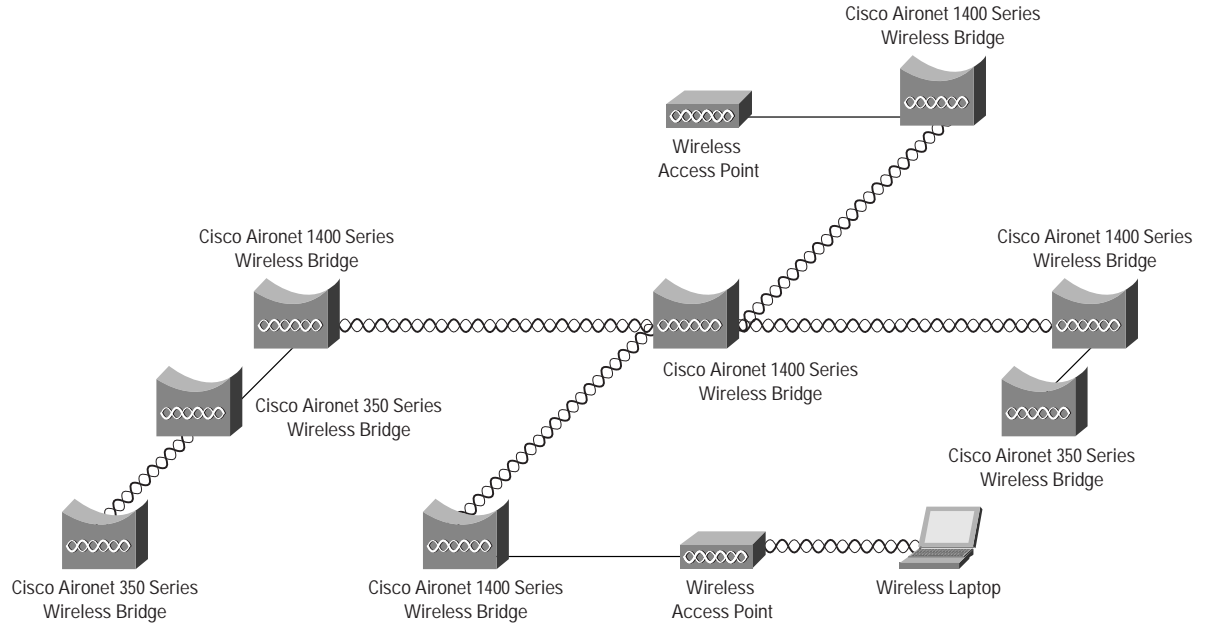 Cisco Aironet 1400 Series
Wireless Bridge
Wireless
Access Point
Cisco Aironet 1400 Series
Wireless Bridge
Cisco Aironet 1400 Series
Wireless Bridge
Cisco Aironet 1400 Series
Wireless Bridge
Cisco Aironet 350 Series
Wireless Bridge
Cisco Aironet 350 Series
Wireless Bridge
Cisco Aironet 350 Series
Wireless Bridge
Cisco Aironet 1400 Series
Wireless Bridge
Wireless
Access Point
Wireless Laptop